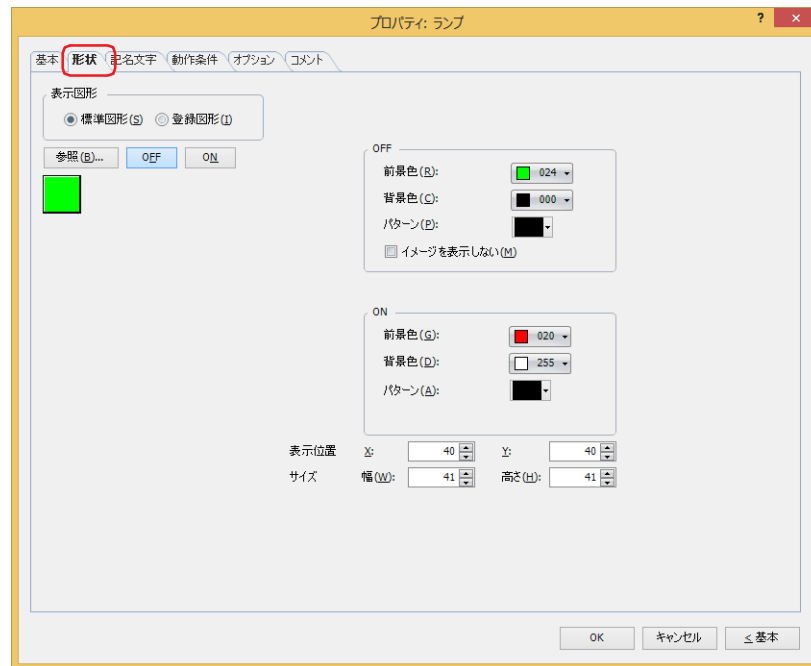 プロパティ: ランプ
? ×
基本 形状 記名文字 動作条件 オプション コメント
表示図形
標準図形(S) 登録図形(I)
参照(B)... OFF ON
OFF
前景色(R): 024
背景色(C): 000
パターン(P):
イメージを表示しない(M)
ON
前景色(G): 020
背景色(D): 255
パターン(A):
表示位置 X: 40 Y: 40
サイズ 幅(W): 41 高さ(H): 41
OK キャンセル <基本